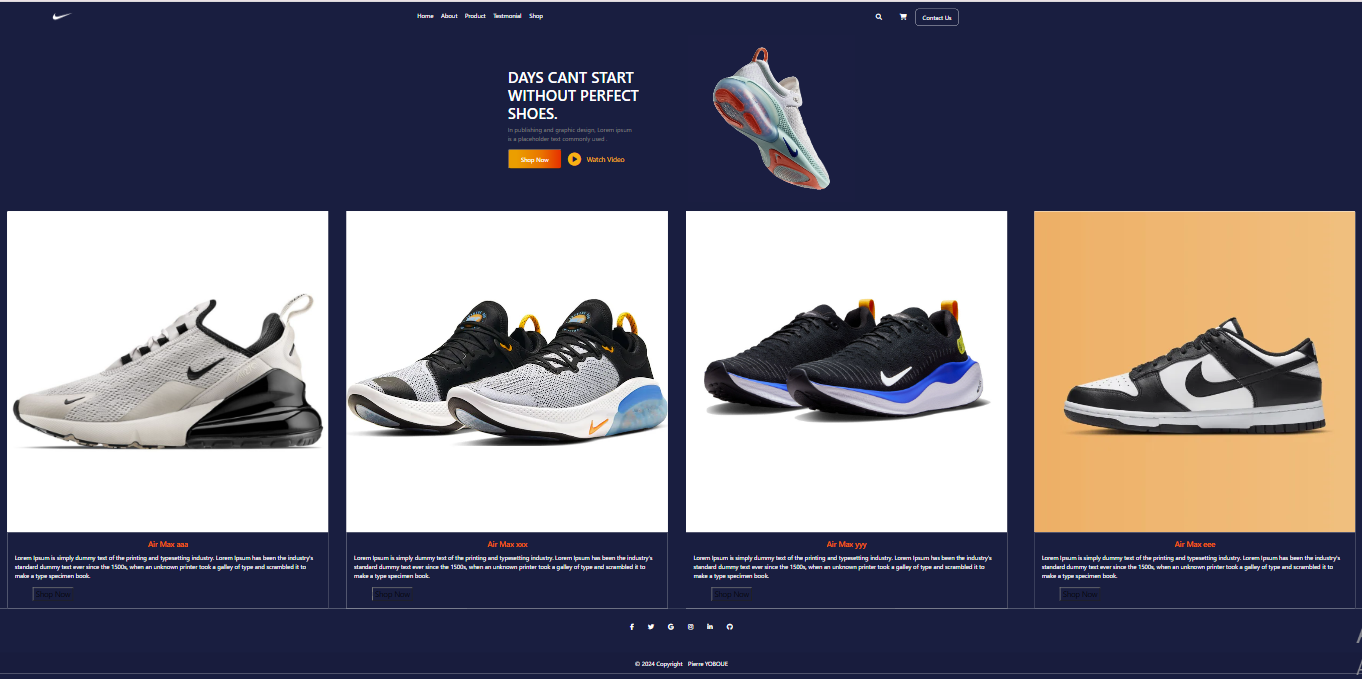 Home About Product Testmonial Shop
Contact Us
DAYS CANT START
WITHOUT PERFECT
SHOES.
In publishing and graphic design, Lorem ipsum
is a placeholder text commonly used .
Shop Now Watch Video
Air Max aaa
Lorem Ipsum is simply dummy text of the printing and typesetting industry. Lorem Ipsum has been the industry's
standard dummy text ever since the 1500s, when an unknown printer took a galley of type and scrambled it to
make a type specimen book.
Shop Now
Air Max xxx
Lorem Ipsum is simply dummy text of the printing and typesetting industry. Lorem Ipsum has been the industry's
standard dummy text ever since the 1500s, when an unknown printer took a galley of type and scrambled it to
make a type specimen book.
Shop Now
Air Max yyy
Lorem Ipsum is simply dummy text of the printing and typesetting industry. Lorem Ipsum has been the industry's
standard dummy text ever since the 1500s, when an unknown printer took a galley of type and scrambled it to
make a type specimen book.
Shop Now
Air Max eee
Lorem Ipsum is simply dummy text of the printing and typesetting industry. Lorem Ipsum has been the industry's
standard dummy text ever since the 1500s, when an unknown printer took a galley of type and scrambled it to
make a type specimen book.
Shop Now
© 2024 Copyright Pierre YOBOUE